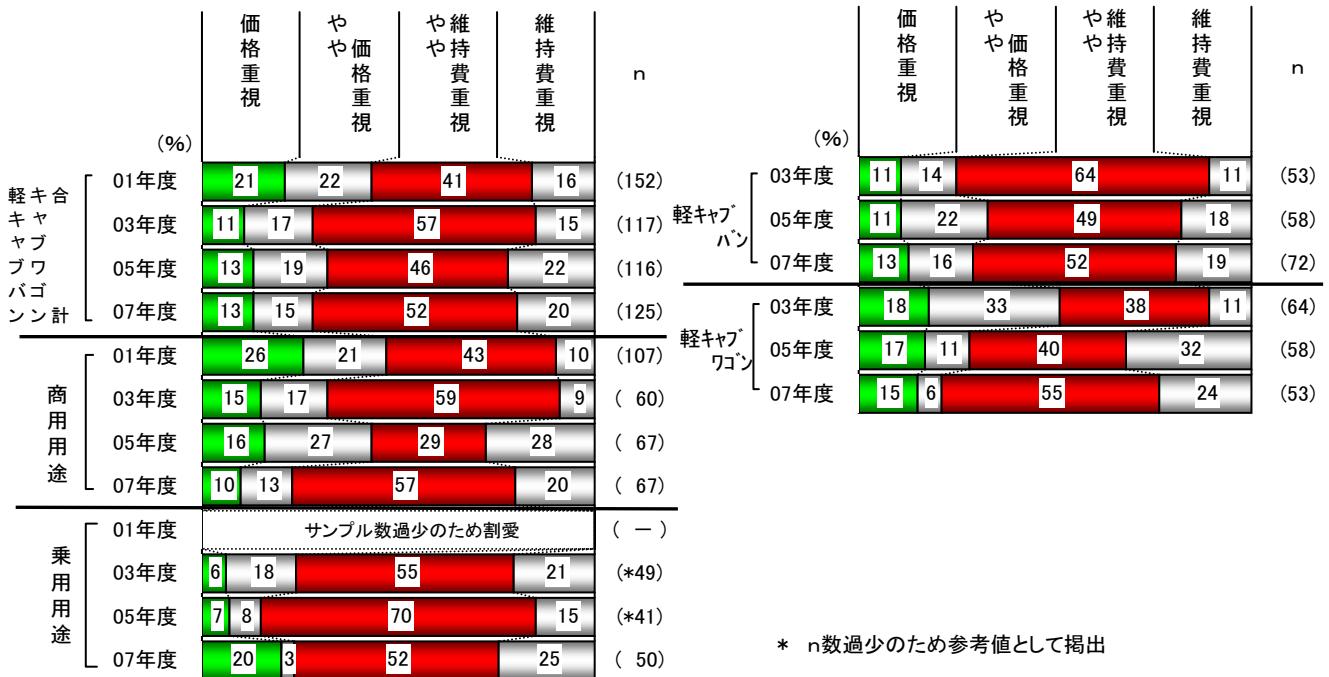 価格重視 やや価格重視 やや維持費重視 維持費重視 n
(%)
軽キャブバン キャブワゴン 合計
01年度 21 22 41 16 (152)
03年度 11 17 57 15 (117)
05年度 13 19 46 22 (116)
07年度 13 15 52 20 (125)
商用用途
01年度 26 21 43 10 (107)
03年度 15 17 59 9 ( 60)
05年度 16 27 29 28 ( 67)
07年度 10 13 57 20 ( 67)
乗用用途
01年度 サンプル数過少のため割愛 ( － )
03年度 6 18 55 21 (*49)
05年度 7 8 70 15 (*41)
07年度 20 3 52 25 ( 50)
価格重視 やや価格重視 やや維持費重視 維持費重視 n
(%)
軽キャブバン
03年度 11 14 64 11 (53)
05年度 11 22 49 18 (58)
07年度 13 16 52 19 (72)
軽キャブワゴン
03年度 18 33 38 11 (64)
05年度 17 11 40 32 (58)
07年度 15 6 55 24 (53)
* n数過少のため参考値として掲出